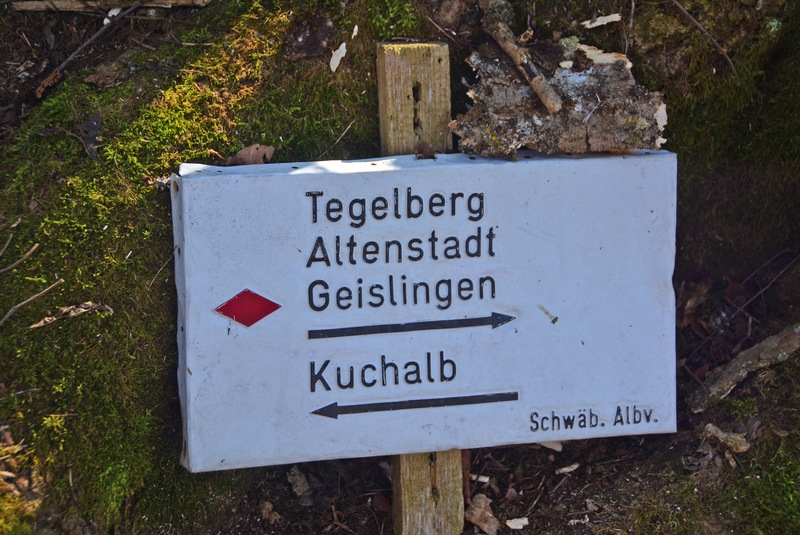 Tegelberg
Altenstadt
Geislingen
Kuchalb
Schwäb. Albv.